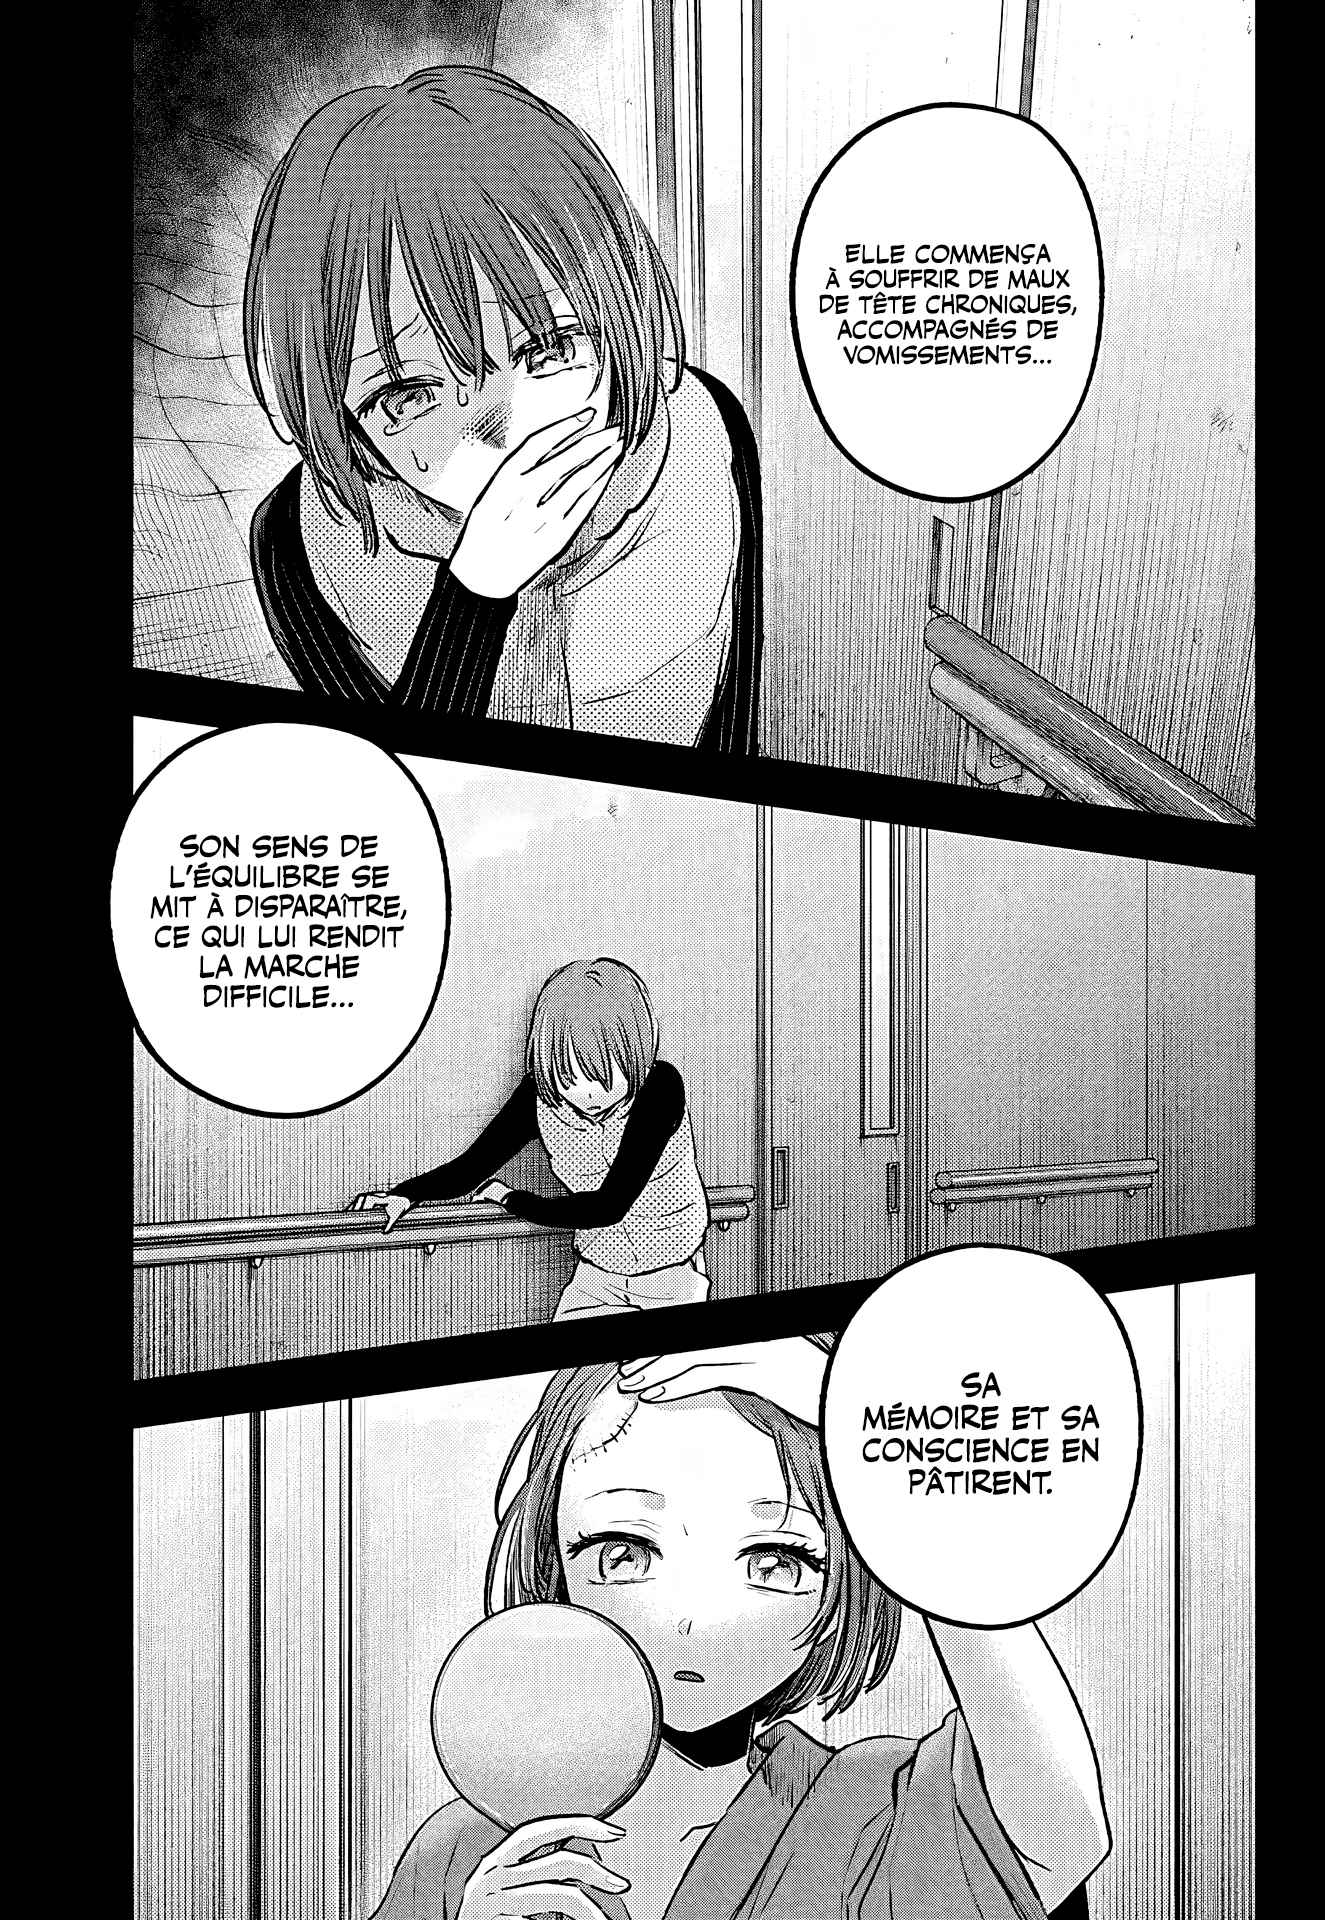 ELLE COMMENÇA
À SOUFFRIR DE MAUX
DE TÊTE CHRONIQUES,
ACCOMPAGNÉS DE
VOMISSEMENTS...
SON SENS DE
L'ÉQUILIBRE SE
MIT À DISPARAÎTRE,
CE QUI LUI RENDIT
LA MARCHE
DIFFICILE...
SA
MÉMOIRE ET SA
CONSCIENCE EN
PÂTIRENT.